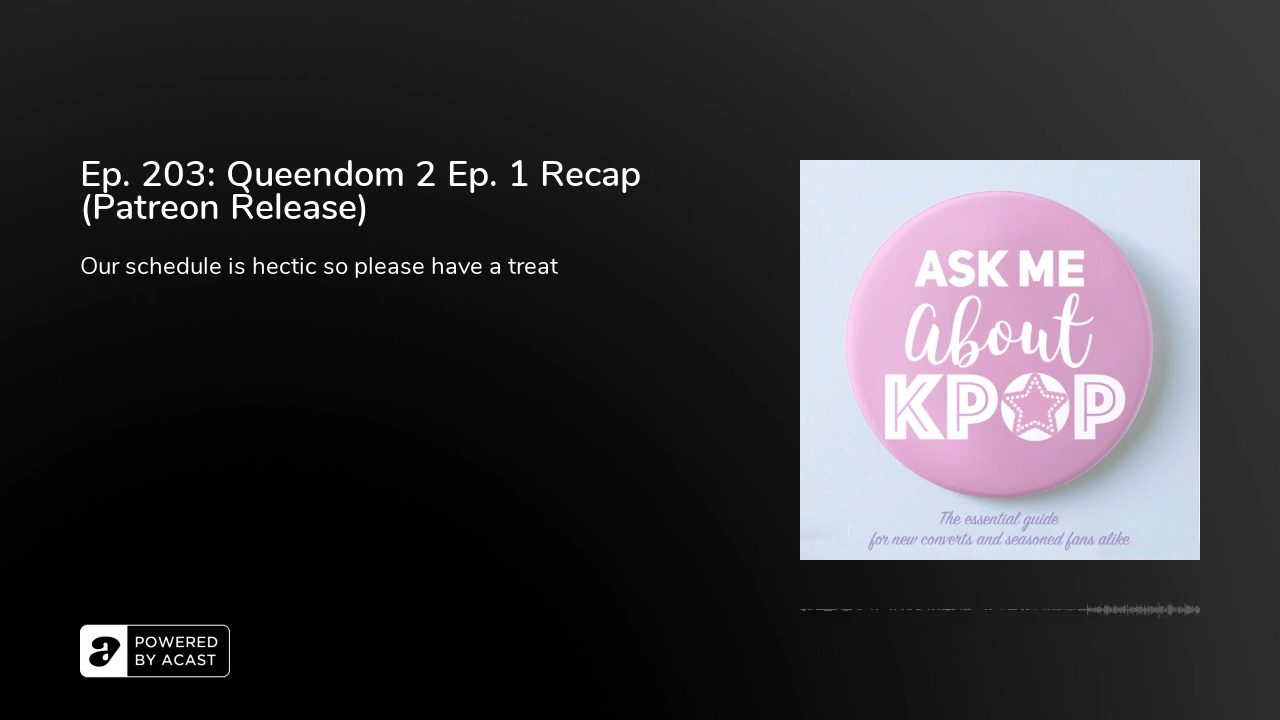 Ep. 203: Queendom 2 Ep. 1 Recap
(Patreon Release)
Our schedule is hectic so please have a treat
ASK ME
About
KPOP
The essential guide
for new converts and seasoned fans alike
a POWERED
BY ACAST